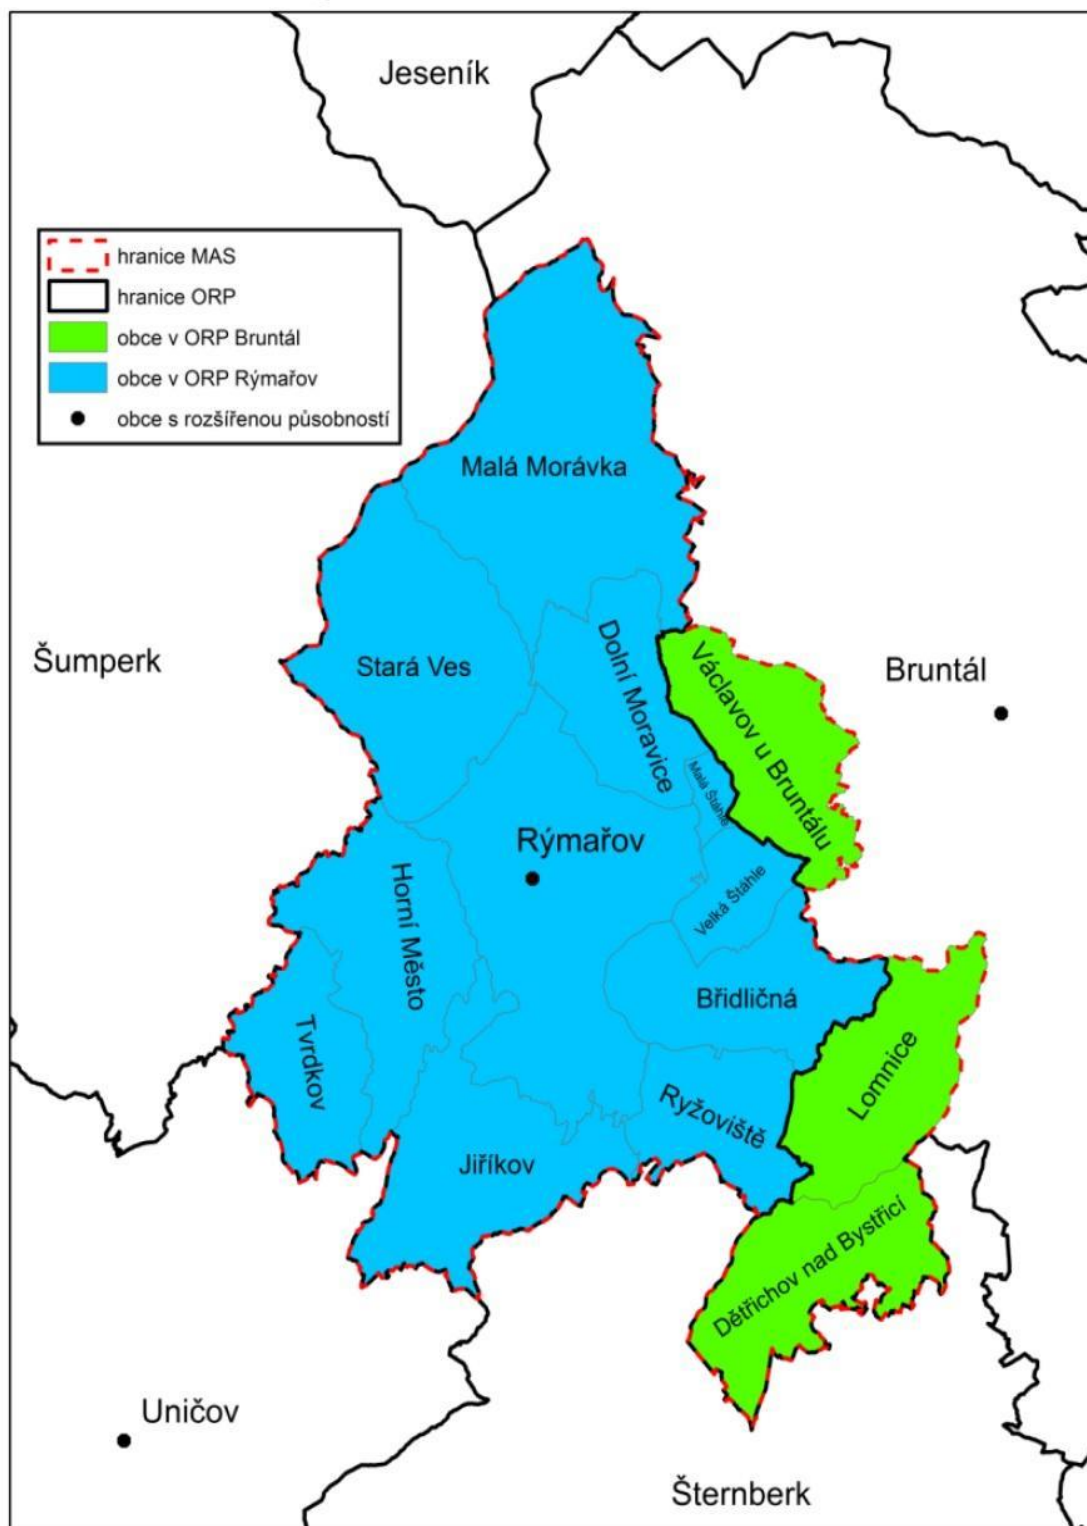 Jeseník
hranice MAS
hranice ORP
obce v ORP Bruntál
obce v ORP Rýmařov
obce s rozšířenou působností
Malá Morávka
Šumperk
Stará Ves
Dolní Moravice
Václavov u Bruntálu
Bruntál
Malá Štáhle
Rýmařov
Velká Štáhle
Horní Město
Břidličná
Tvrdkov
Lomnice
Ryžoviště
Jiříkov
Dětřichov nad Bystřicí
Uničov
Šternberk